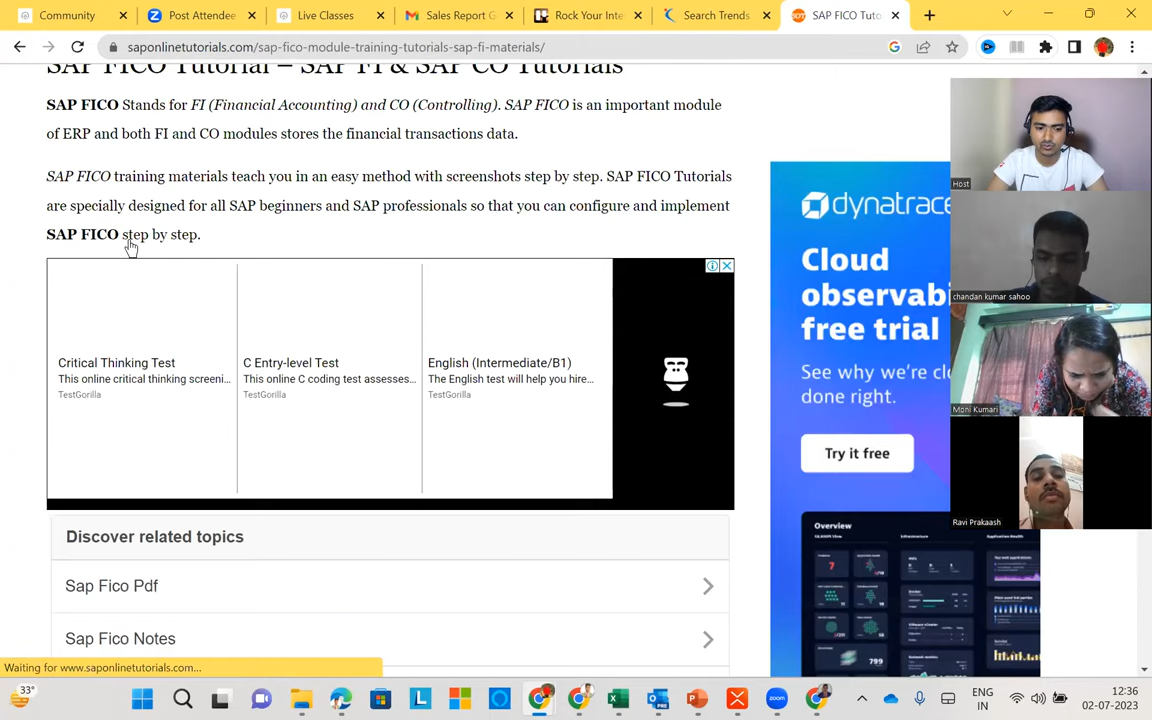 Community
Post Attendee
Live Classes
Sales Report G
Rock Your Inte
Search Trends
SAP FICO Tuto
saponlinetutorials.com/sap-fico-module-training-tutorials-sap-fi-materials/
SAP FICO Tutorial – SAP FI & SAP CO Tutorials
SAP FICO Stands for FI (Financial Accounting) and CO (Controlling). SAP FICO is an important module
of ERP and both FI and CO modules stores the financial transactions data.
SAP FICO training materials teach you in an easy method with screenshots step by step. SAP FICO Tutorials
are specially designed for all SAP beginners and SAP professionals so that you can configure and implement
SAP FICO step by step.
Critical Thinking Test
This online critical thinking screeni...
TestGorilla
C Entry-level Test
This online C coding test assesses...
TestGorilla
English (Intermediate/B1)
The English test will help you hire...
TestGorilla
Discover related topics
Sap Fico Pdf
Sap Fico Notes
dynatrace
Cloud
observab
free trial
See why we're clo
done right.
Try it free
Overview
7
799
Host
chandan kumar sahoo
Moni Kumari
Ravi Prakaash
Waiting for www.saponlinetutorials.com...
33°
ENG
IN
12:36
02-07-2023